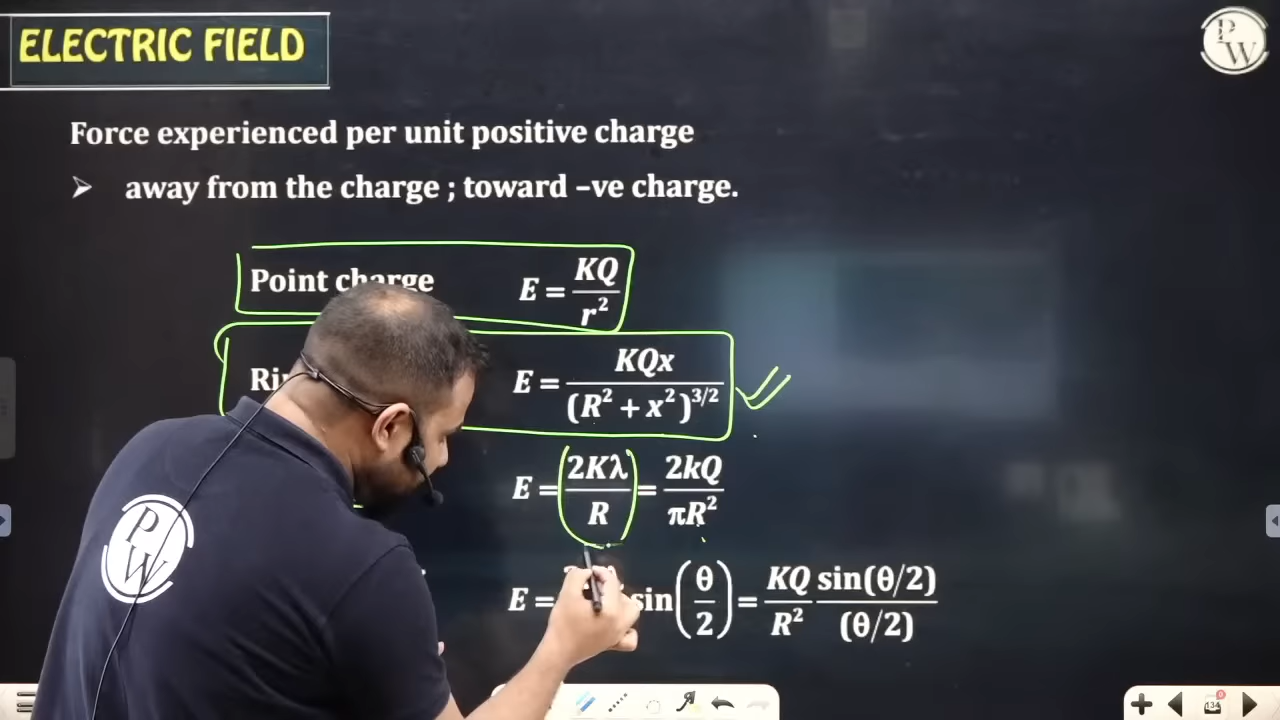 ELECTRIC FIELD
P W
Force experienced per unit positive charge
➤ away from the charge ; toward –ve charge.
Point charge E = KQ / r²
E = KQx / (R² + x²)^3/2
E = 2Kλ / R = 2kQ / πR²
E = sin(θ/2) = KQ / R² sin(θ/2) / (θ/2)
P W
134